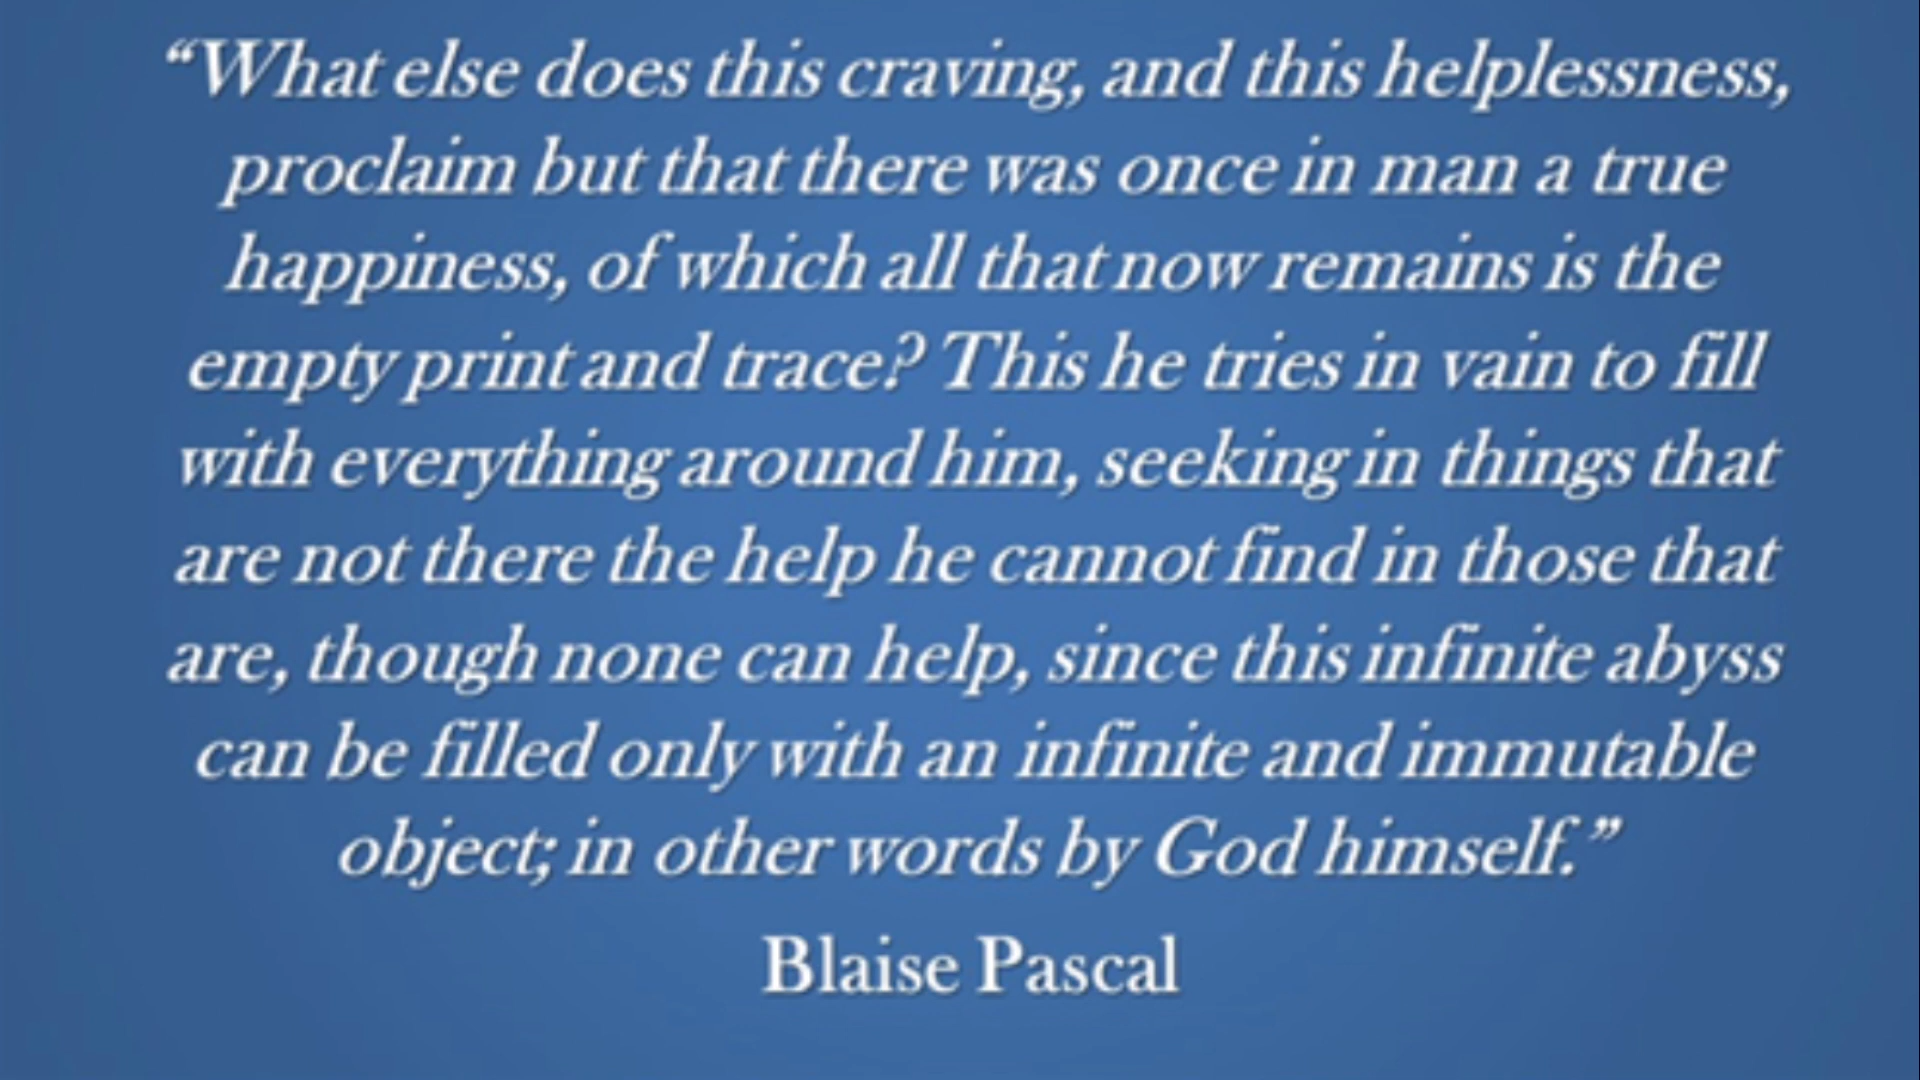 “What else does this craving, and this helplessness,
proclaim but that there was once in man a true
happiness, of which all that now remains is the
empty print and trace? This he tries in vain to fill
with everything around him, seeking in things that
are not there the help he cannot find in those that
are, though none can help, since this infinite abyss
can be filled only with an infinite and immutable
object; in other words by God himself.”
Blaise Pascal